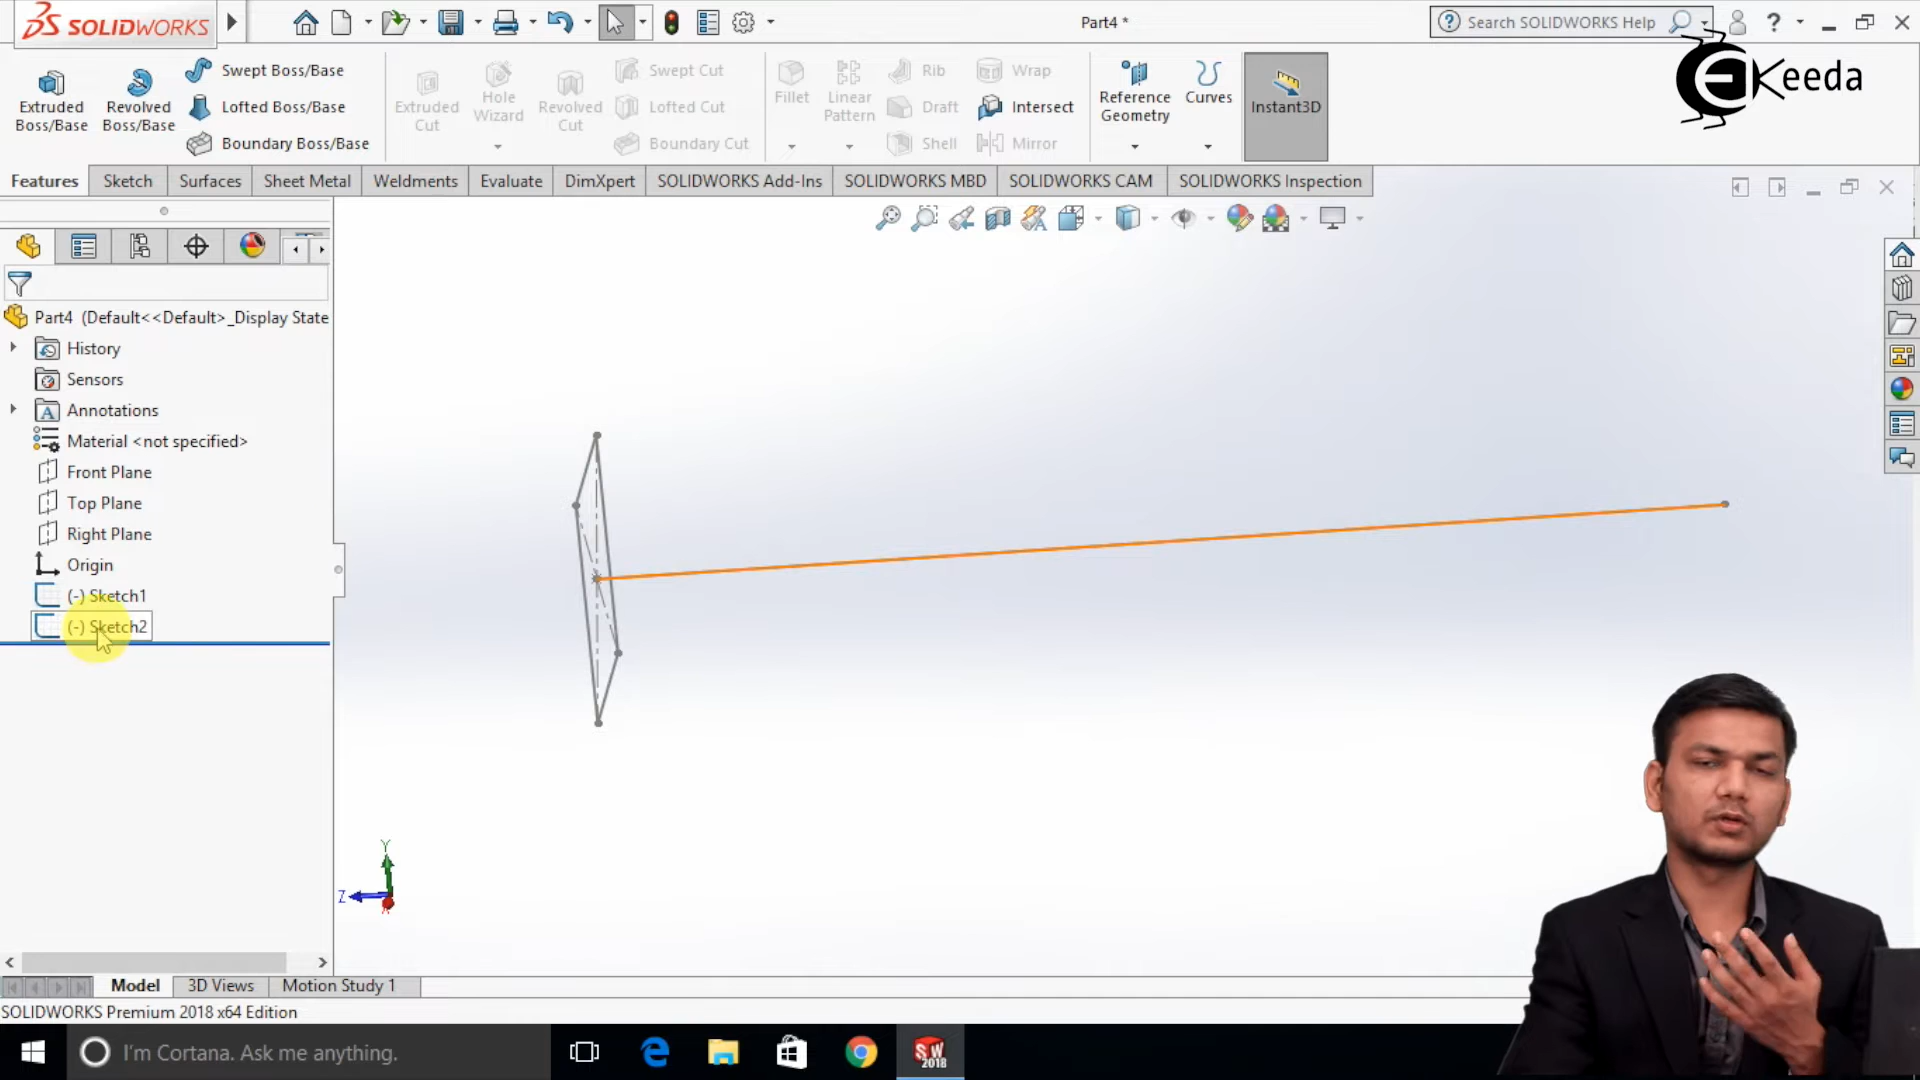 SOLIDWORKS
Part4 *
Search SOLIDWORKS Help
Keeda
Extruded Boss/Base
Revolved Boss/Base
Swept Boss/Base
Lofted Boss/Base
Boundary Boss/Base
Extruded Cut
Hole Wizard
Revolved Cut
Swept Cut
Lofted Cut
Boundary Cut
Fillet
Linear Pattern
Rib
Draft
Shell
Wrap
Intersect
Mirror
Reference Geometry
Curves
Instant3D
Features
Sketch
Surfaces
Sheet Metal
Weldments
Evaluate
DimXpert
SOLIDWORKS Add-Ins
SOLIDWORKS MBD
SOLIDWORKS CAM
SOLIDWORKS Inspection
Part4 (Default<<Default>_Display State
History
Sensors
Annotations
Material <not specified>
Front Plane
Top Plane
Right Plane
Origin
(-) Sketch1
(-) Sketch2
Y
Z
X
Model
3D Views
Motion Study 1
SOLIDWORKS Premium 2018 x64 Edition
I'm Cortana. Ask me anything.
SW
2018